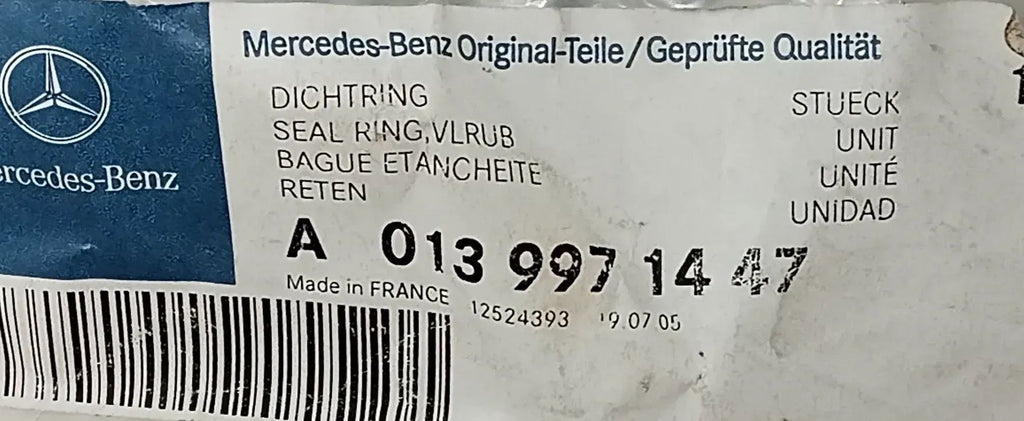 Mercedes-Benz Original-Teile/Geprüfte Qualität
DICHTRING
SEAL RING,VLRUB
BAGUE ETANCHEITE
RETEN
STUECK
UNIT
UNITÉ
UNIDAD
rcedes-Benz
A 013 997 14 47
Made in FRANCE
12524393 19.07.05